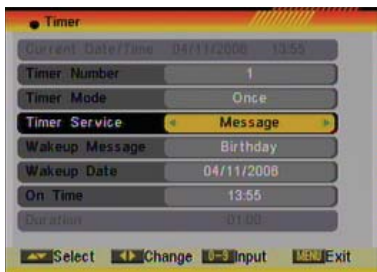 Timer
Current Date/Time 04/11/2006 13:55
Timer Number 1
Timer Mode Once
Timer Service Message
Wakeup Message Birthday
Wakeup Date 04/11/2006
On Time 13:55
Duration 01:00
Select Change 0-9 Input MENU Exit